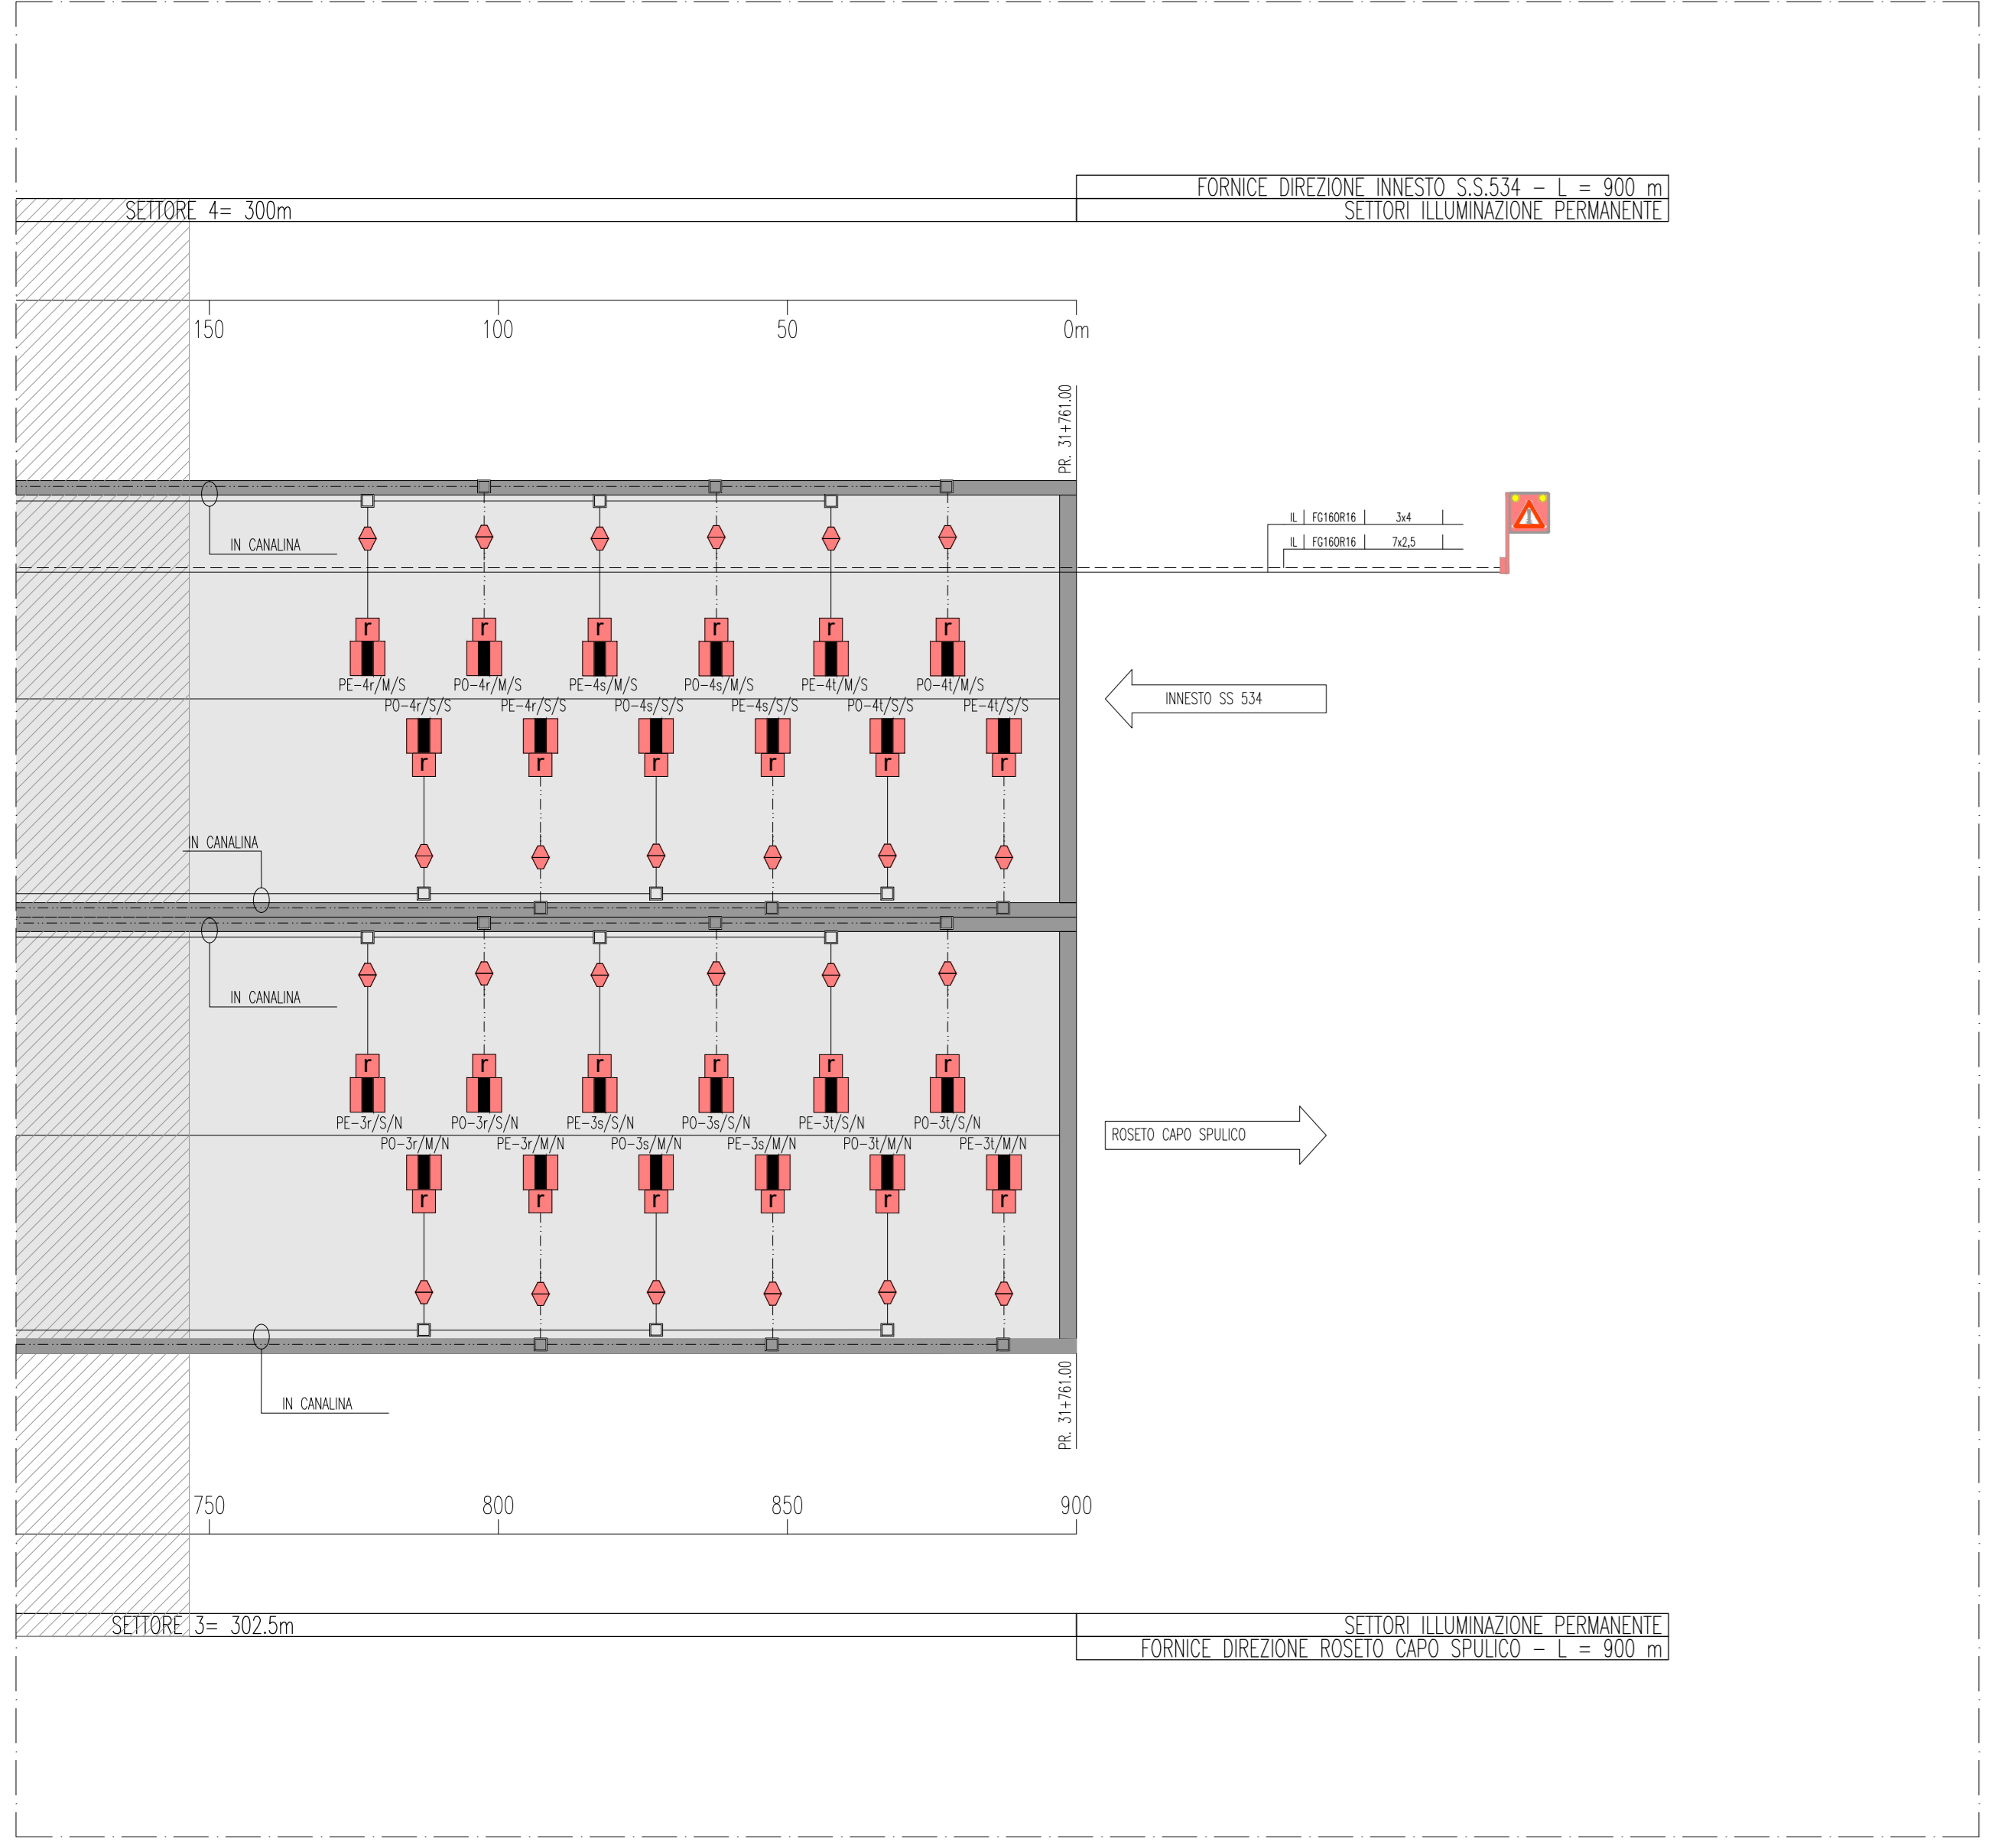 FORNICE DIREZIONE INNESTO S.S.534 – L = 900 m
SETTORE 4= 300m
SETTORI ILLUMINAZIONE PERMANENTE
150
100
50
0m
PR. 31+761.00
IL FG16OR16 3x4
IL FG16OR16 7x2,5
IN CANALINA
r r r r r r
PE-4r/M/S PO-4r/M/S PE-4s/M/S PO-4s/M/S PE-4t/M/S PO-4t/M/S
INNESTO SS 534
PO-4r/S/S PE-4r/S/S PO-4s/S/S PE-4s/S/S PO-4t/S/S PE-4t/S/S
r r r r r r
IN CANALINA
IN CANALINA
r r r r r r
PE-3r/S/N PO-3r/S/N PE-3s/S/N PO-3s/S/N PE-3t/S/N PO-3t/S/N
ROSETO CAPO SPULICO
PO-3r/M/N PE-3r/M/N PO-3s/M/N PE-3s/M/N PO-3t/M/N PE-3t/M/N
r r r r r r
IN CANALINA
PR. 31+761.00
750
800
850
900
SETTORE 3= 302.5m
SETTORI ILLUMINAZIONE PERMANENTE
FORNICE DIREZIONE ROSETO CAPO SPULICO – L = 900 m